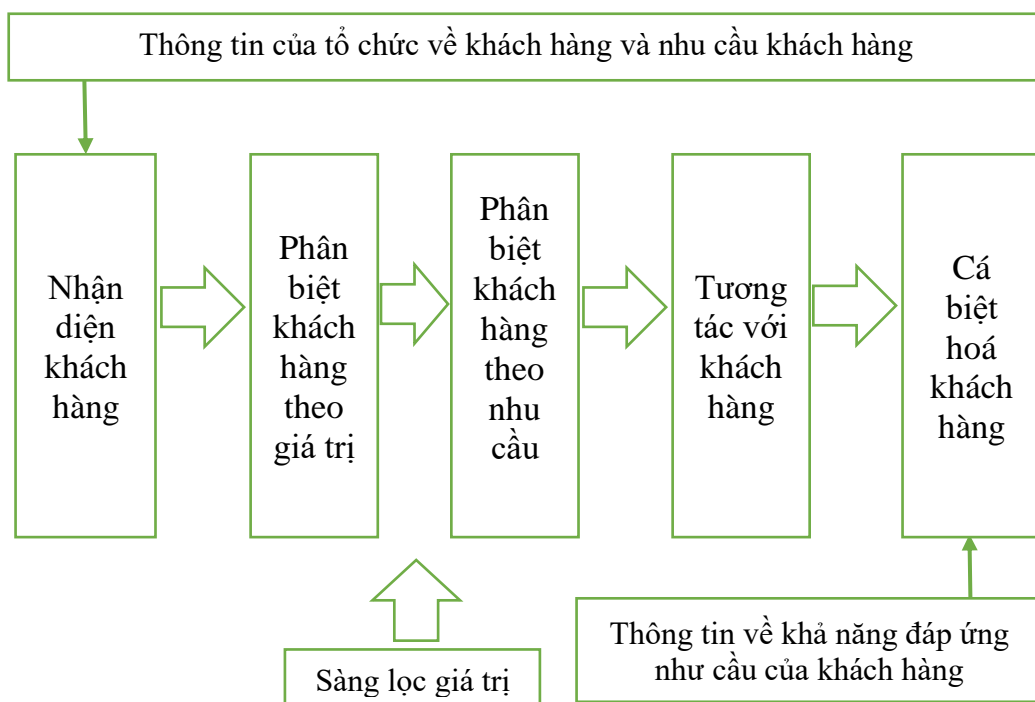 Thông tin của tổ chức về khách hàng và nhu cầu khách hàng
Nhận
diện
khách
hàng
Phân
biệt
khách
hàng
theo
giá trị
Phân
biệt
khách
hàng
theo
nhu
cầu
Tương
tác với
khách
hàng
Cá
biệt
hoá
khách
hàng
Sàng lọc giá trị
Thông tin về khả năng đáp ứng
như cầu của khách hàng